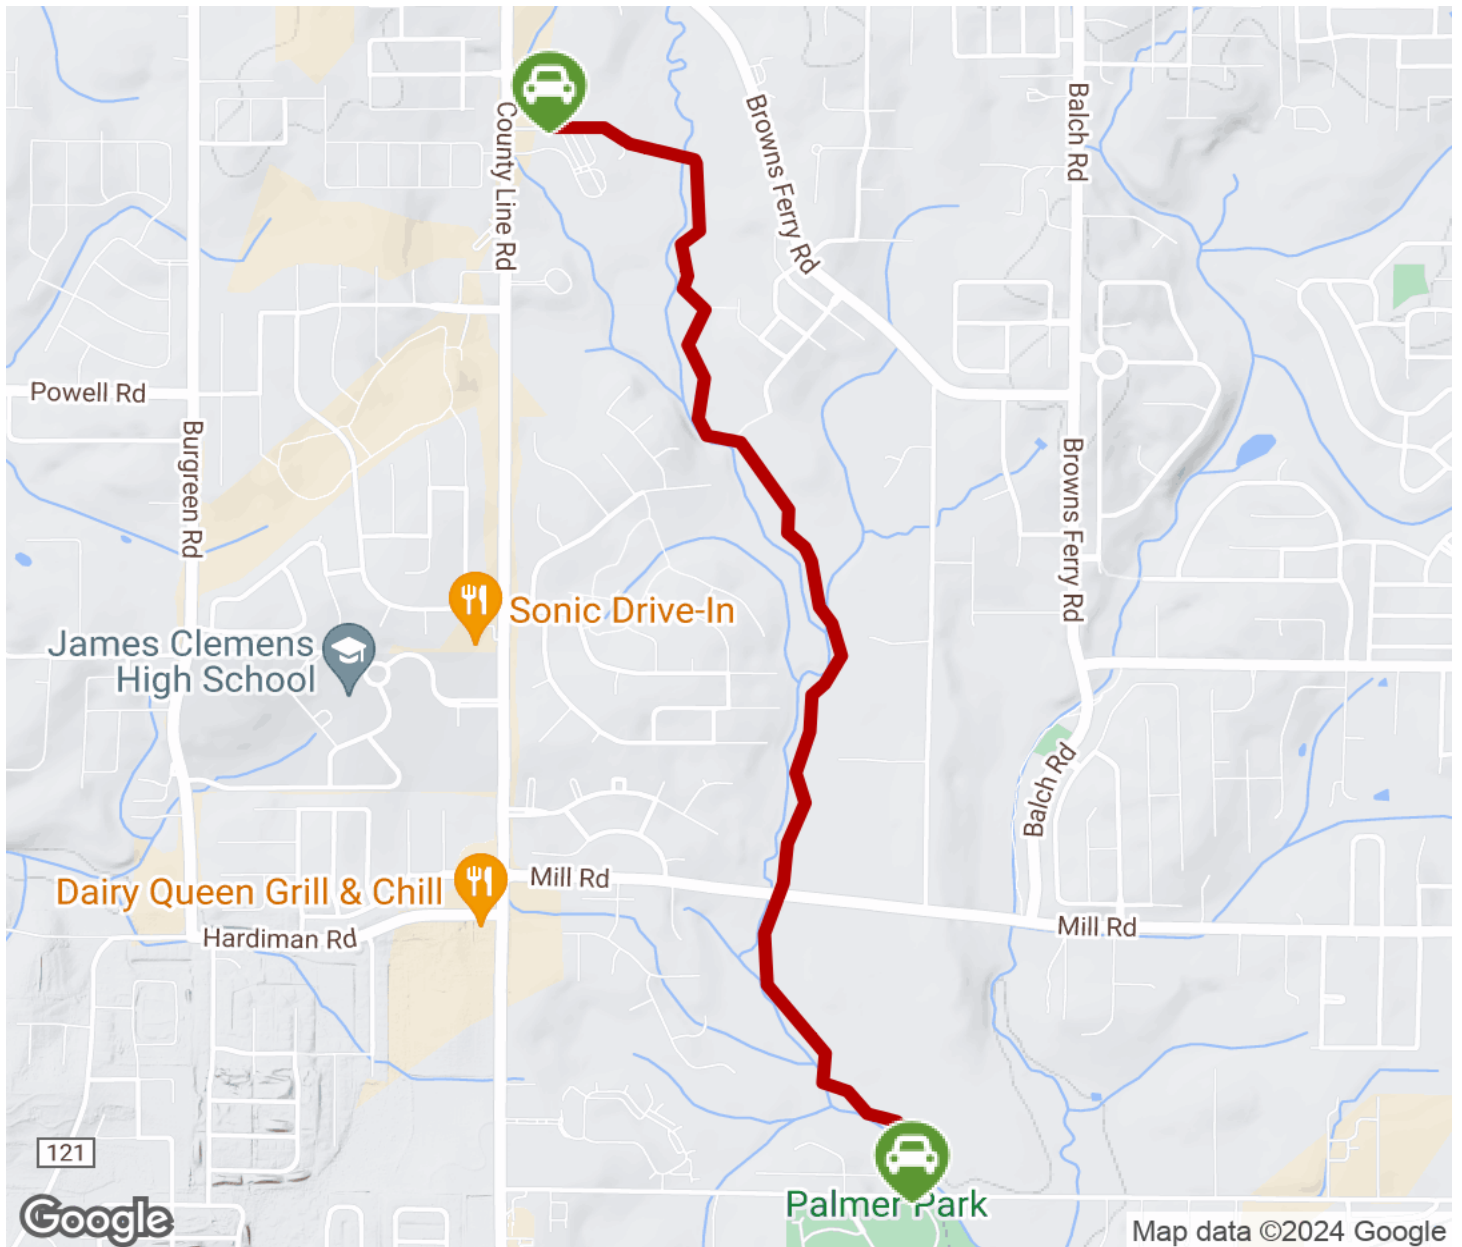 County Line Rd
Browns Ferry Rd
Balch Rd
Powell Rd
Burgreen Rd
Browns Ferry Rd
Sonic Drive-In
James Clemens
High School
Balch Rd
Dairy Queen Grill & Chill
Mill Rd
Hardiman Rd
Mill Rd
121
Palmer Park
Google
Map data ©2024 Google